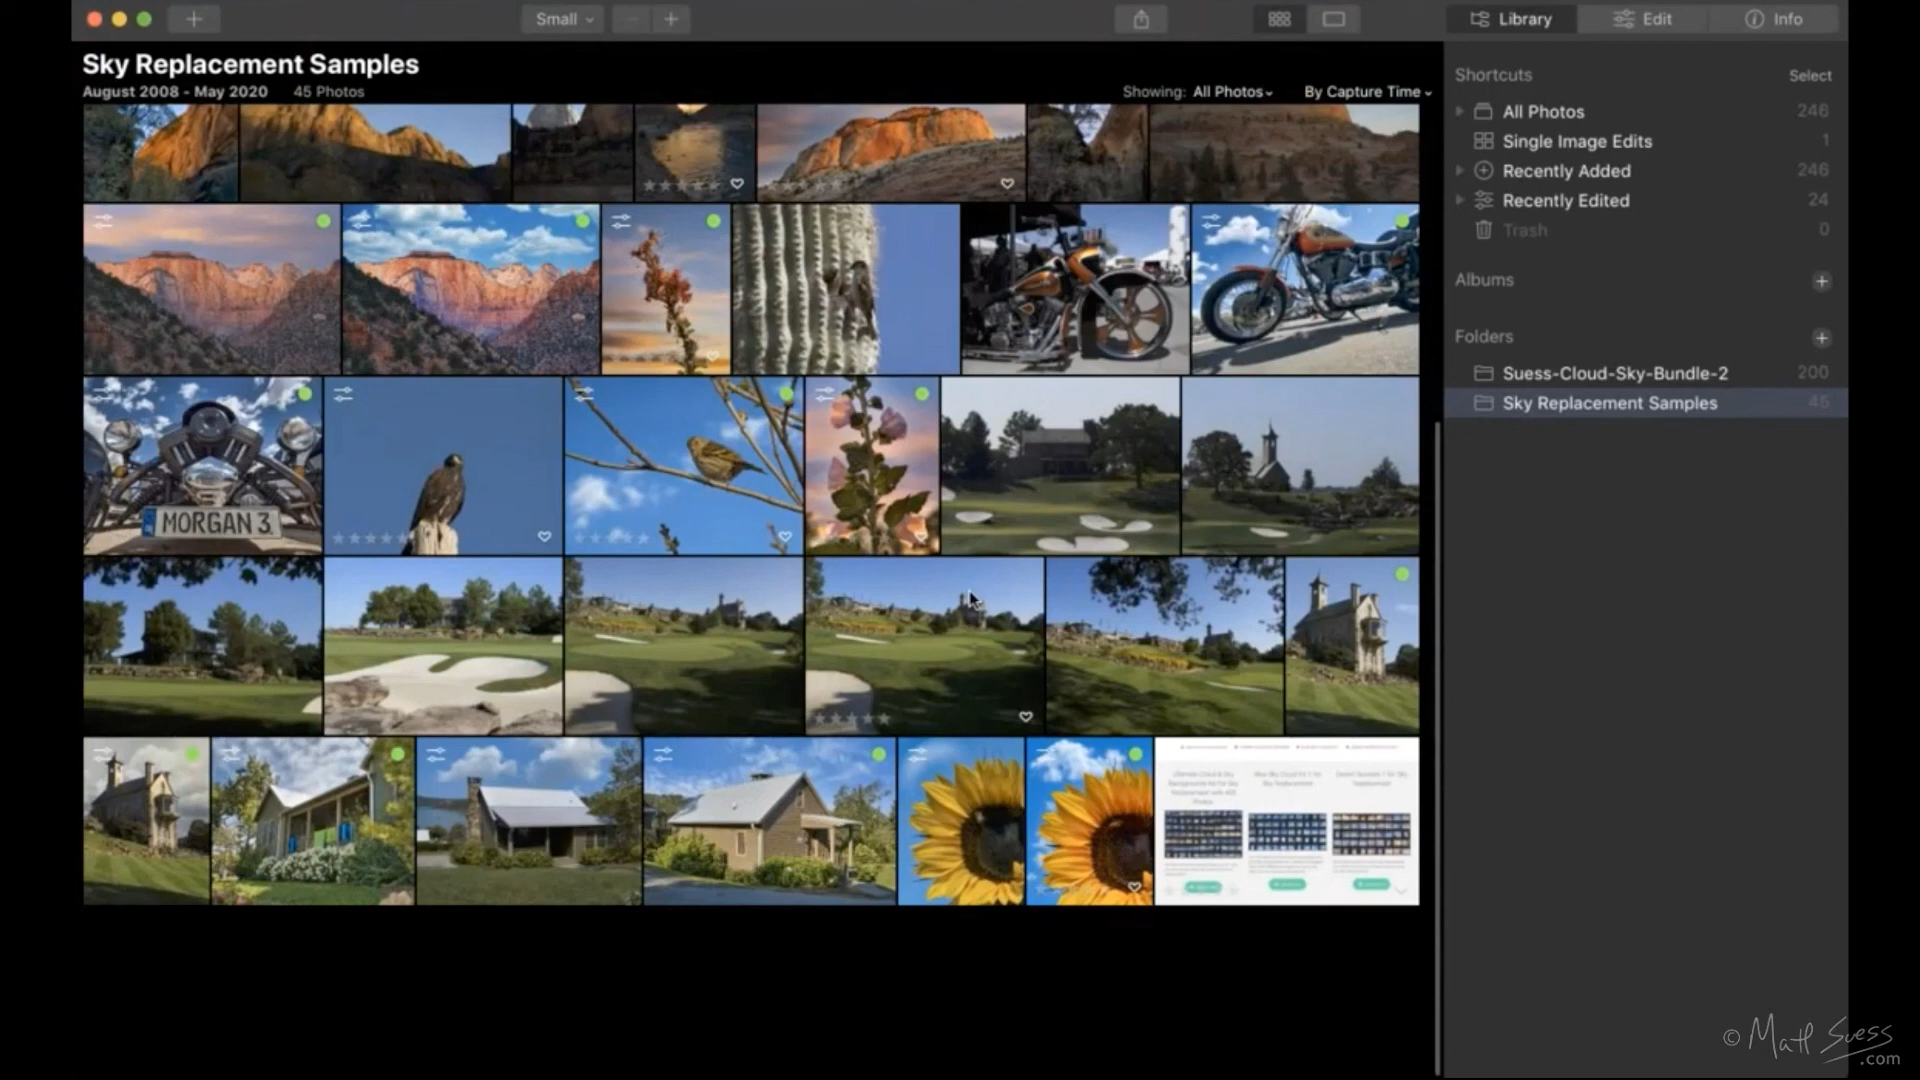 Small
Library
Edit
Info
Sky Replacement Samples
August 2008 - May 2020
45 Photos
Showing: All Photos
By Capture Time
Shortcuts
Select
All Photos
246
Single Image Edits
1
Recently Added
246
Recently Edited
24
Trash
0
Albums
Folders
Suess-Cloud-Sky-Bundle-2
200
Sky Replacement Samples
45
MORGAN 3
© Matt Suess
.com